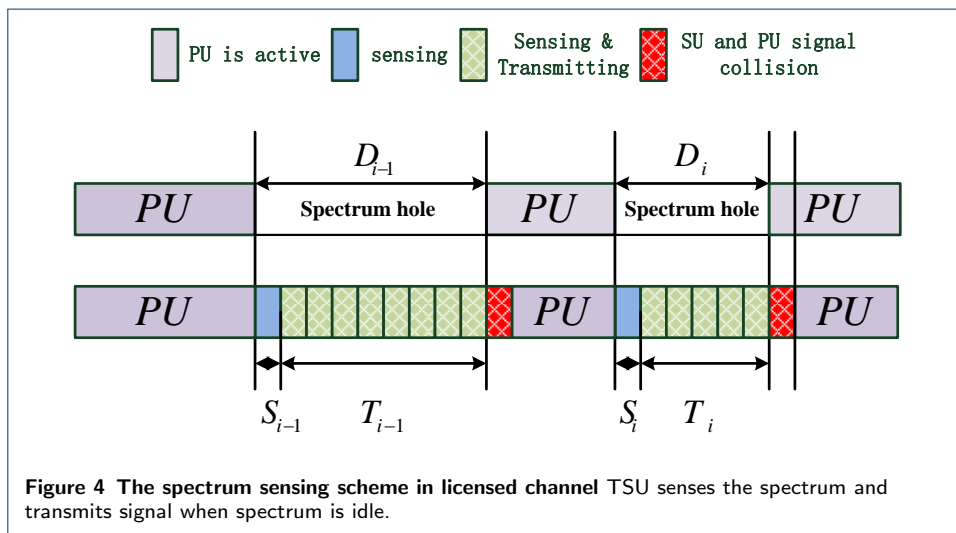 PU is active
sensing
Sensing &
Transmitting
SU and PU signal
collision
D_{i-1}
D_i
PU
Spectrum hole
PU
Spectrum hole
PU
PU
PU
PU
S_{i-1}
T_{i-1}
S_i
T_i
Figure 4 The spectrum sensing scheme in licensed channel TSU senses the spectrum and
transmits signal when spectrum is idle.